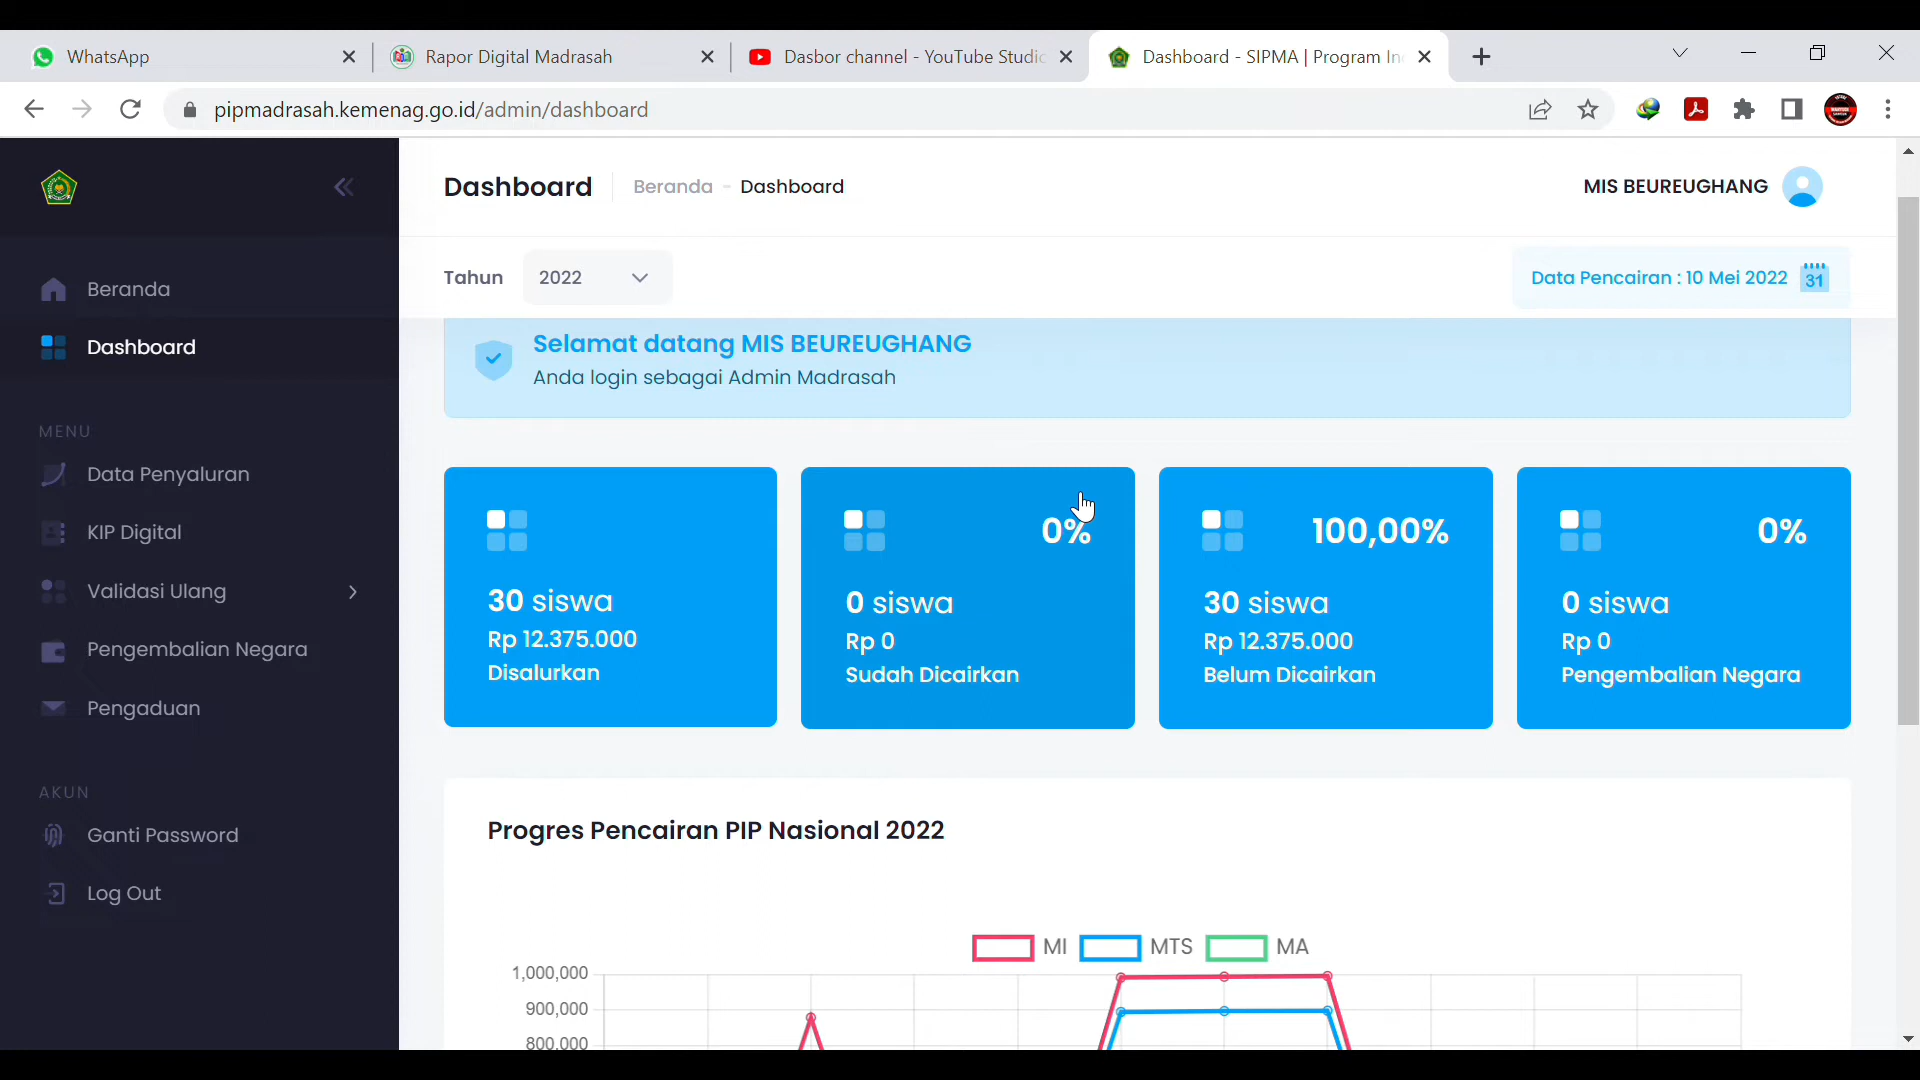 WhatsApp
Rapor Digital Madrasah
Dasbor channel - YouTube Studio
Dashboard - SIPMA | Program In
pipmadrasah.kemenag.go.id/admin/dashboard
Dashboard
Beranda - Dashboard
MIS BEUREUGHANG
Tahun
2022
Data Pencairan : 10 Mei 2022
31
Beranda
Dashboard
MENU
Data Penyaluran
KIP Digital
Validasi Ulang
Pengembalian Negara
Pengaduan
AKUN
Ganti Password
Log Out
Selamat datang MIS BEUREUGHANG
Anda login sebagai Admin Madrasah
30 siswa
Rp 12.375.000
Disalurkan
0%
0 siswa
Rp 0
Sudah Dicairkan
100,00%
30 siswa
Rp 12.375.000
Belum Dicairkan
0%
0 siswa
Rp 0
Pengembalian Negara
Progres Pencairan PIP Nasional 2022
MI
MTS
MA
1,000,000
900,000
800,000